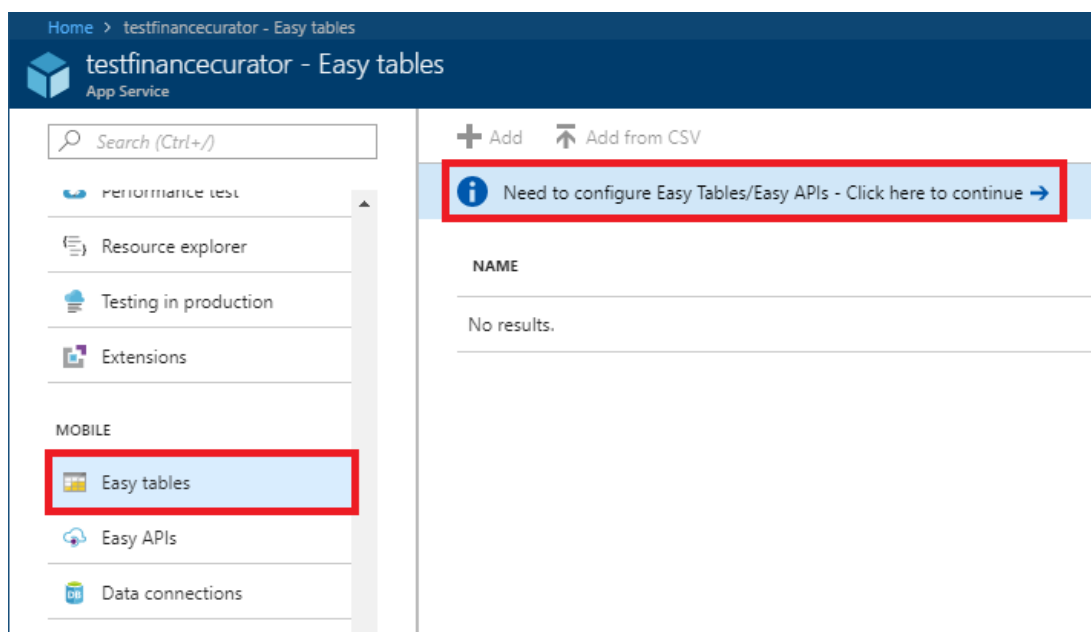 Home > testfinancecurator - Easy tables
testfinancecurator - Easy tables
App Service
Search (Ctrl+/)
Performance test
Resource explorer
Testing in production
Extensions
MOBILE
Easy tables
Easy APIs
Data connections
Add
Add from CSV
Need to configure Easy Tables/Easy APIs - Click here to continue →
NAME
No results.